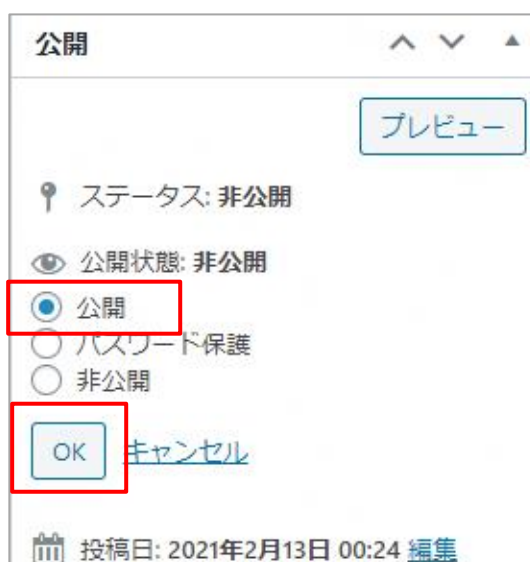 公開
プレビュー
ステータス: 非公開
公開状態: 非公開
公開
パスワード保護
非公開
OK キャンセル
投稿日: 2021年2月13日 00:24 編集